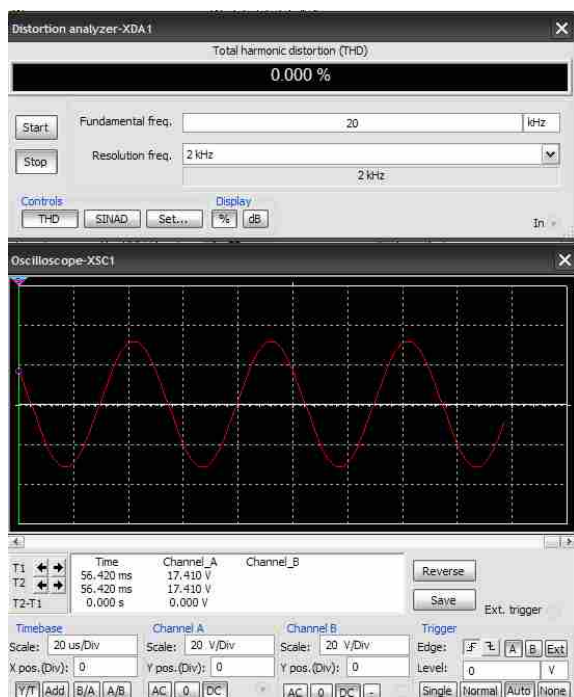 Distortion analyzer-XDA1
Total harmonic distortion (THD)
0.000 %
Start
Fundamental freq. 20 kHz
Stop
Resolution freq. 2 kHz
2 kHz
Controls Display
THD SINAD Set... % dB
In
Oscilloscope-XSC1
Time Channel_A Channel_B
T1 56.420 ms 17.410 V
T2 56.420 ms 17.410 V
T2-T1 0.000 s 0.000 V
Reverse
Save
Ext. trigger
Timebase Channel A Channel B Trigger
Scale: 20 us/Div Scale: 20 V/Div Scale: 20 V/Div Edge: A B Ext
X pos.(Div): 0 Y pos.(Div): 0 Y pos.(Div): 0 Level: 0 V
Y/T Add B/A A/B AC 0 DC AC 0 DC - Single Normal Auto None